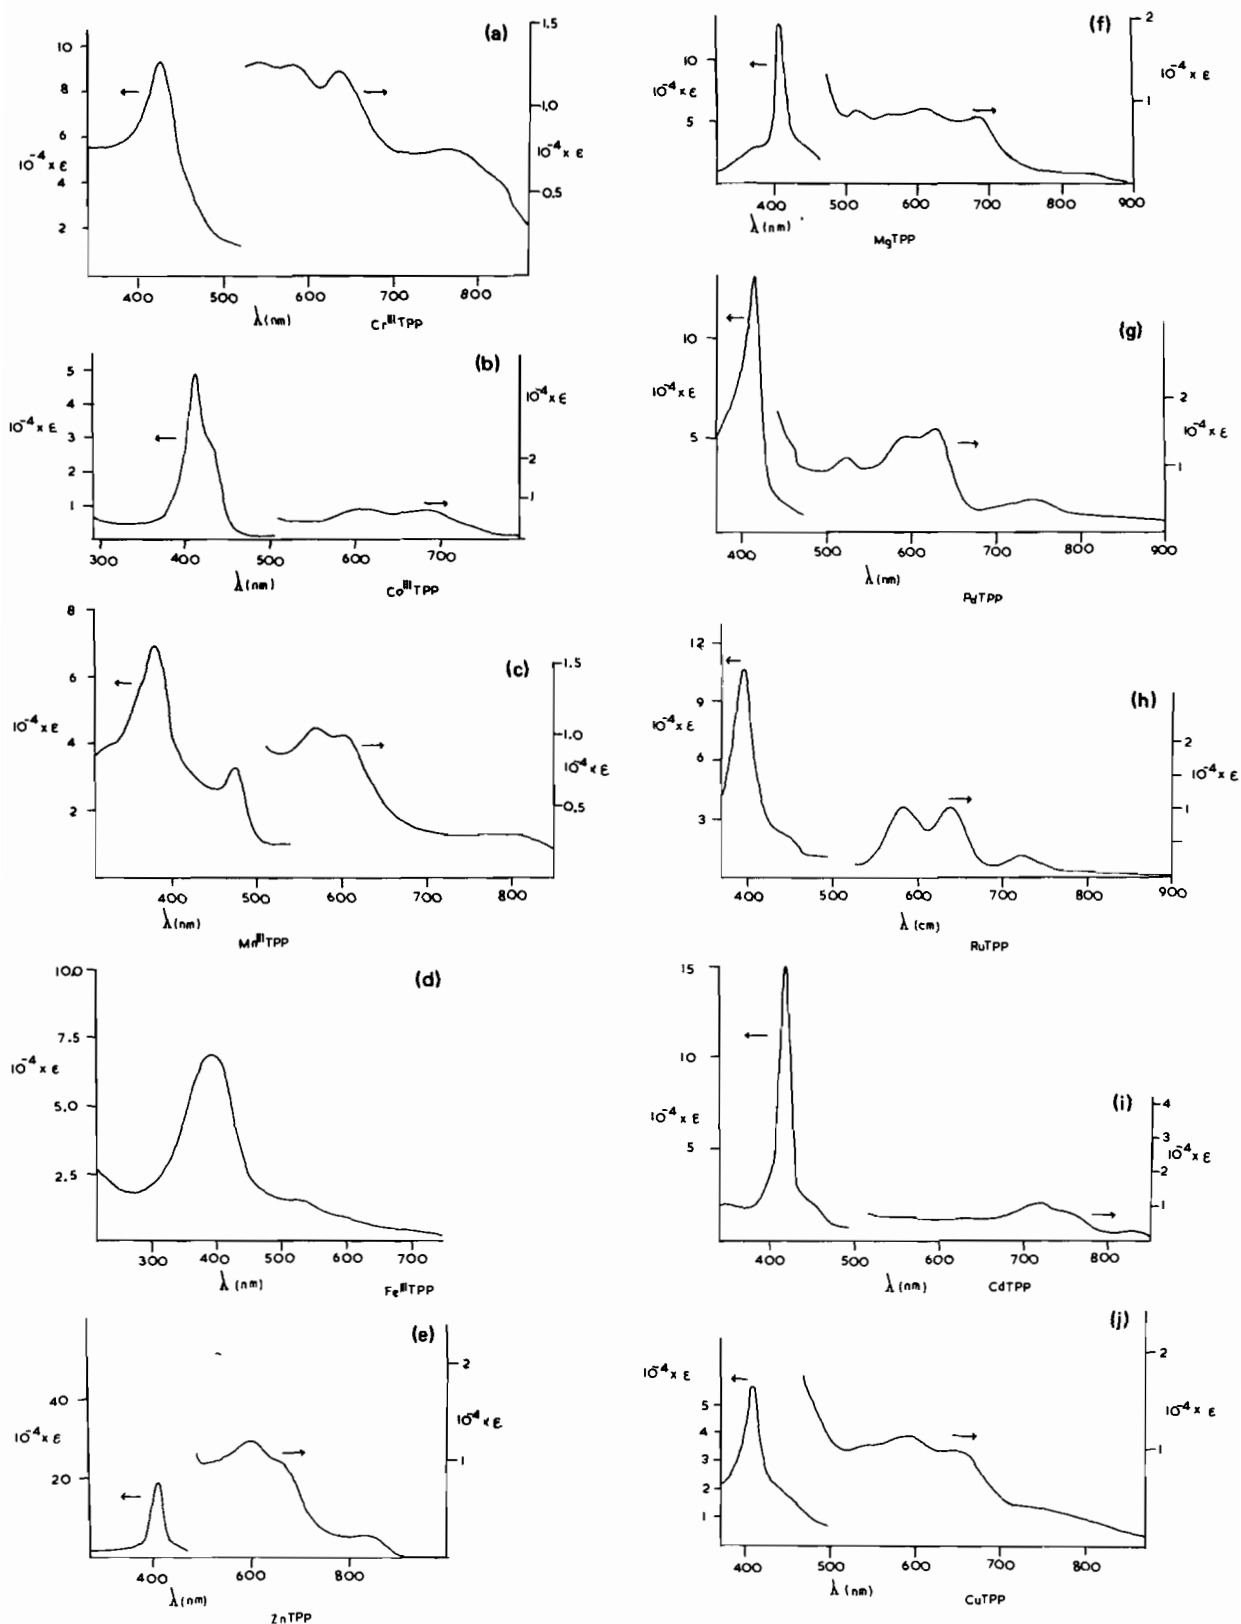 (a)
10
8
6
4
2
10⁻⁴ x ε
1.5
1.0
0.5
10⁻⁴ x ε
400 500 600 700 800
λ (nm)
Cr^III TPP
(b)
5
4
3
2
1
10⁻⁴ x ε
2
1
10⁻⁴ x ε
300 400 500 600 700
λ (nm)
Co^III TPP
(c)
8
6
4
2
10⁻⁴ x ε
1.5
1.0
0.5
10⁻⁴ x ε
400 500 600 700 800
λ (nm)
Mn^III TPP
(d)
10.0
7.5
5.0
2.5
10⁻⁴ x ε
300 400 500 600 700
λ (nm)
Fe^III TPP
(e)
40
20
10⁻⁴ x ε
2
1
10⁻⁴ x ε
400 600 800
λ (nm)
ZnTPP
(f)
10
5
10⁻⁴ x ε
2
1
10⁻⁴ x ε
400 500 600 700 800 900
λ (nm)
MgTPP
(g)
10
5
10⁻⁴ x ε
2
1
10⁻⁴ x ε
400 500 600 700 800 900
λ (nm)
PdTPP
(h)
12
9
6
3
10⁻⁴ x ε
2
1
10⁻⁴ x ε
400 500 600 700 800 900
λ (cm)
RuTPP
(i)
15
10
5
10⁻⁴ x ε
4
3
2
1
10⁻⁴ x ε
400 500 600 700 800
λ (nm)
CdTPP
(j)
5
4
3
2
1
10⁻⁴ x ε
2
1
10⁻⁴ x ε
400 500 600 700 800
λ (nm)
CuTPP